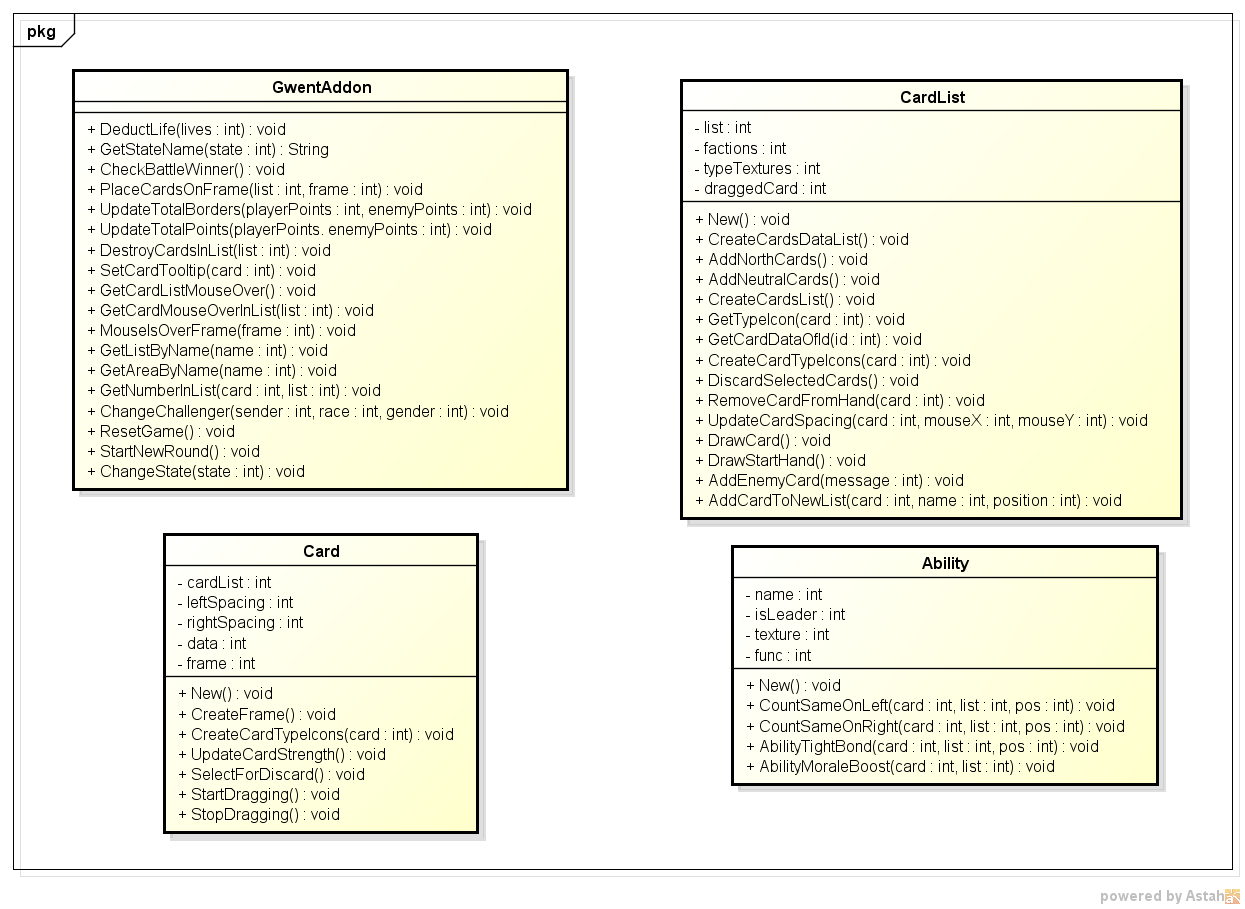 pkg
GwentAddon
+ DeductLife(lives : int) : void
+ GetStateName(state : int) : String
+ CheckBattleWinner() : void
+ PlaceCardsOnFrame(list : int, frame : int) : void
+ UpdateTotalBorders(playerPoints : int, enemyPoints : int) : void
+ UpdateTotalPoints(playerPoints. enemyPoints : int) : void
+ DestroyCardsInList(list : int) : void
+ SetCardTooltip(card : int) : void
+ GetCardListMouseOver() : void
+ GetCardMouseOverInList(list : int) : void
+ MouseIsOverFrame(frame : int) : void
+ GetListByName(name : int) : void
+ GetAreaByName(name : int) : void
+ GetNumberInList(card : int, list : int) : void
+ ChangeChallenger(sender : int, race : int, gender : int) : void
+ ResetGame() : void
+ StartNewRound() : void
+ ChangeState(state : int) : void
CardList
- list : int
- factions : int
- typeTextures : int
- draggedCard : int
+ New() : void
+ CreateCardsDataList() : void
+ AddNorthCards() : void
+ AddNeutralCards() : void
+ CreateCardsList() : void
+ GetTypeIcon(card : int) : void
+ GetCardDataOfId(id : int) : void
+ CreateCardTypeIcons(card : int) : void
+ DiscardSelectedCards() : void
+ RemoveCardFromHand(card : int) : void
+ UpdateCardSpacing(card : int, mouseX : int, mouseY : int) : void
+ DrawCard() : void
+ DrawStartHand() : void
+ AddEnemyCard(message : int) : void
+ AddCardToNewList(card : int, name : int, position : int) : void
Card
- cardList : int
- leftSpacing : int
- rightSpacing : int
- data : int
- frame : int
+ New() : void
+ CreateFrame() : void
+ CreateCardTypeIcons(card : int) : void
+ UpdateCardStrength() : void
+ SelectForDiscard() : void
+ StartDragging() : void
+ StopDragging() : void
Ability
- name : int
- isLeader : int
- texture : int
- func : int
+ New() : void
+ CountSameOnLeft(card : int, list : int, pos : int) : void
+ CountSameOnRight(card : int, list : int, pos : int) : void
+ AbilityTightBond(card : int, list : int, pos : int) : void
+ AbilityMoraleBoost(card : int, list : int) : void
powered by Astah